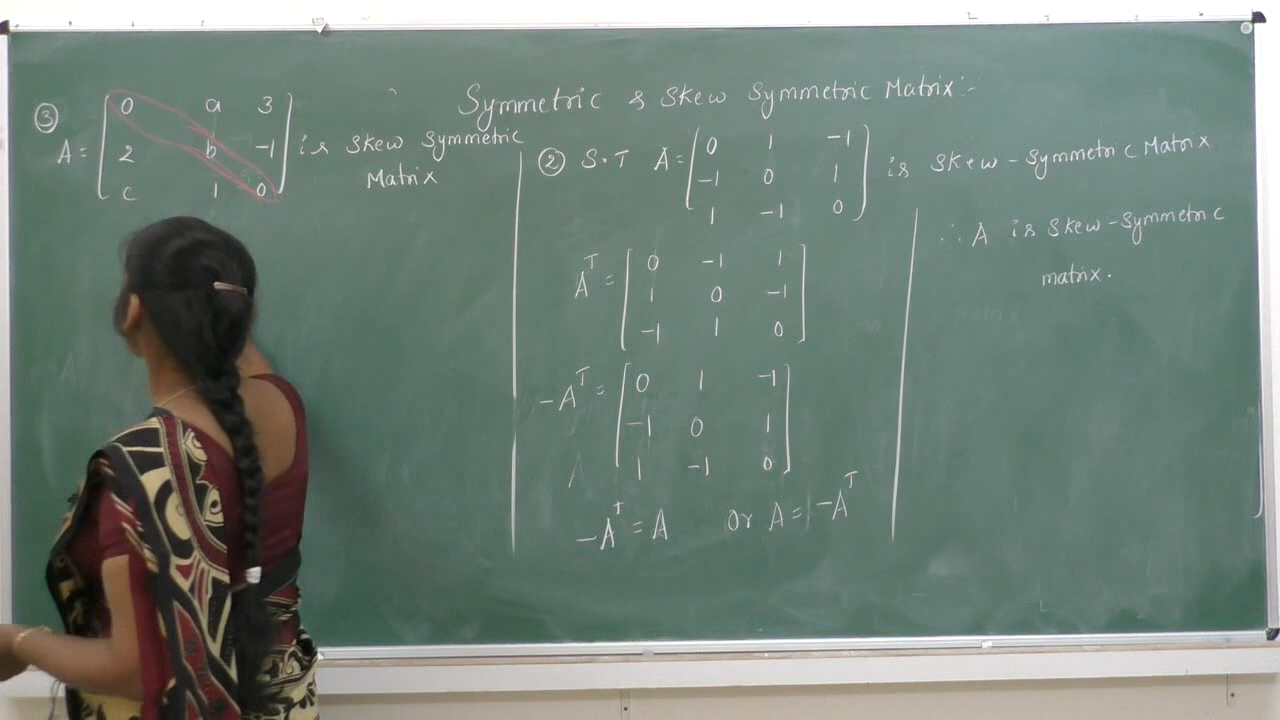 Symmetric & Skew Symmetric Matrix :-
③
A = [ 0 a 3
2 b -1
c 1 0 ] is Skew Symmetric
Matrix
② S.T A = [ 0 1 -1
-1 0 1
1 -1 0 ] is Skew-Symmetric Matrix
A^T = [ 0 -1 1
1 0 -1
-1 1 0 ]
-A^T = [ 0 1 -1
-1 0 1
1 -1 0 ]
-A^T = A or A = -A^T
∴ A is Skew-Symmetric
matrix.